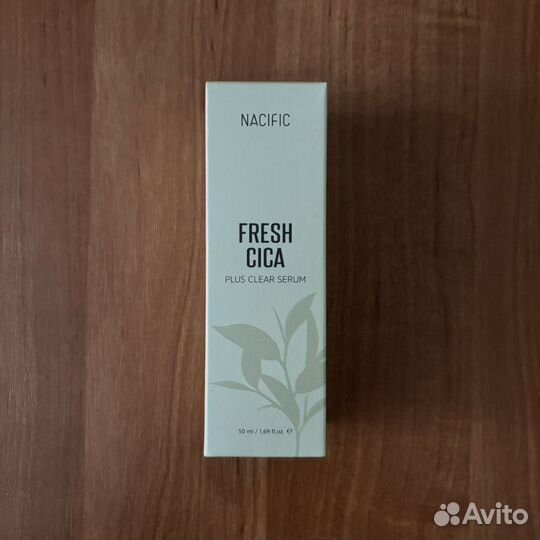 NACIFIC
FRESH
CICA
PLUS CLEAR SERUM
50 ml / 1.69 fl.oz. ℮
Avito